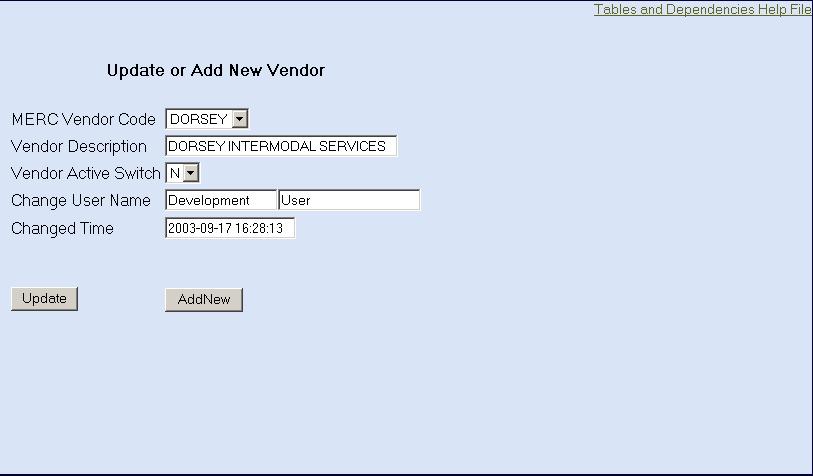 Tables and Dependencies Help File
Update or Add New Vendor
MERC Vendor Code DORSEY
Vendor Description DORSEY INTERMODAL SERVICES
Vendor Active Switch N
Change User Name Development User
Changed Time 2003-09-17 16:28:13
Update AddNew